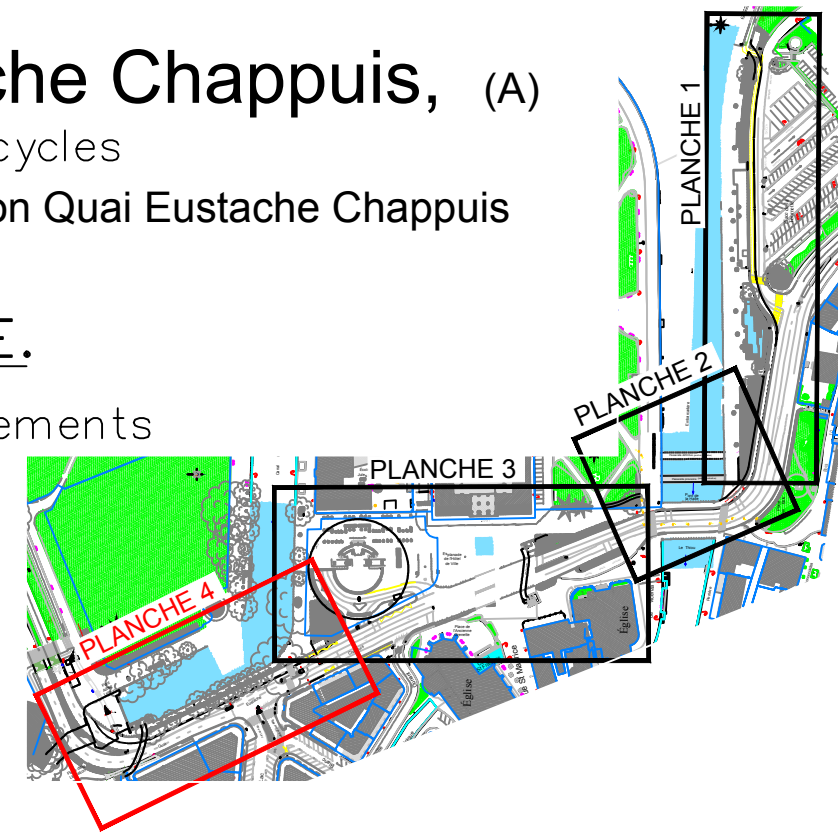 che Chappuis, (A)
cycles
on Quai Eustache Chappuis
E.
ements
PLANCHE 1
PLANCHE 2
PLANCHE 3
PLANCHE 4
Église
Église